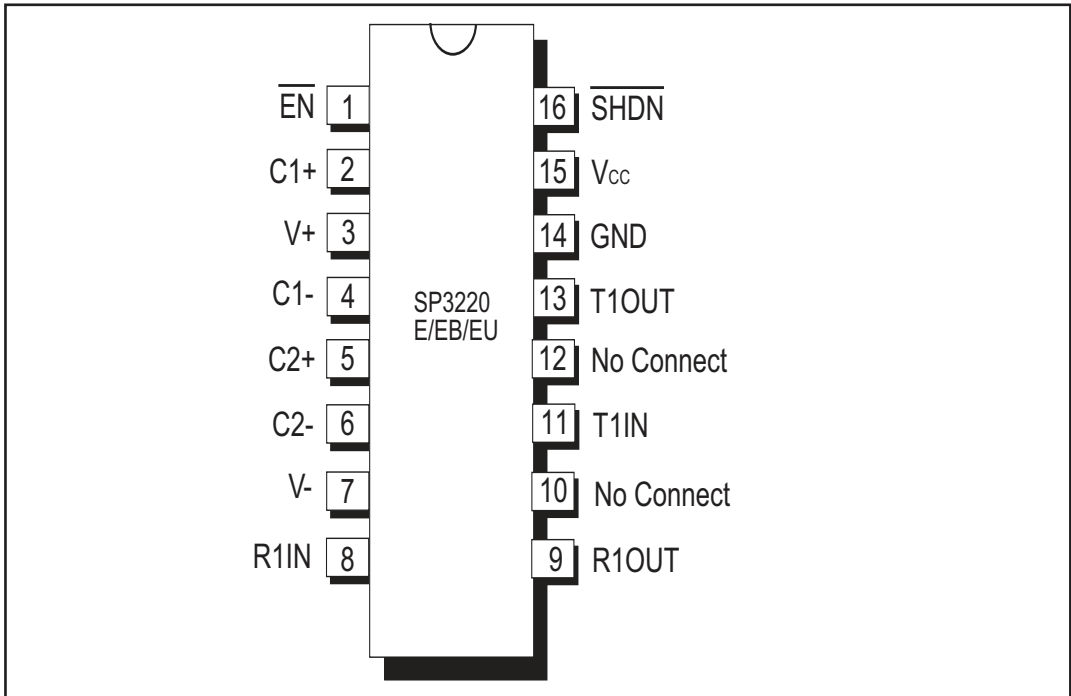 EN 1
C1+ 2
V+ 3
C1- 4
C2+ 5
C2- 6
V- 7
R1IN 8
SP3220
E/EB/EU
16 SHDN
15 Vcc
14 GND
13 T1OUT
12 No Connect
11 T1IN
10 No Connect
9 R1OUT